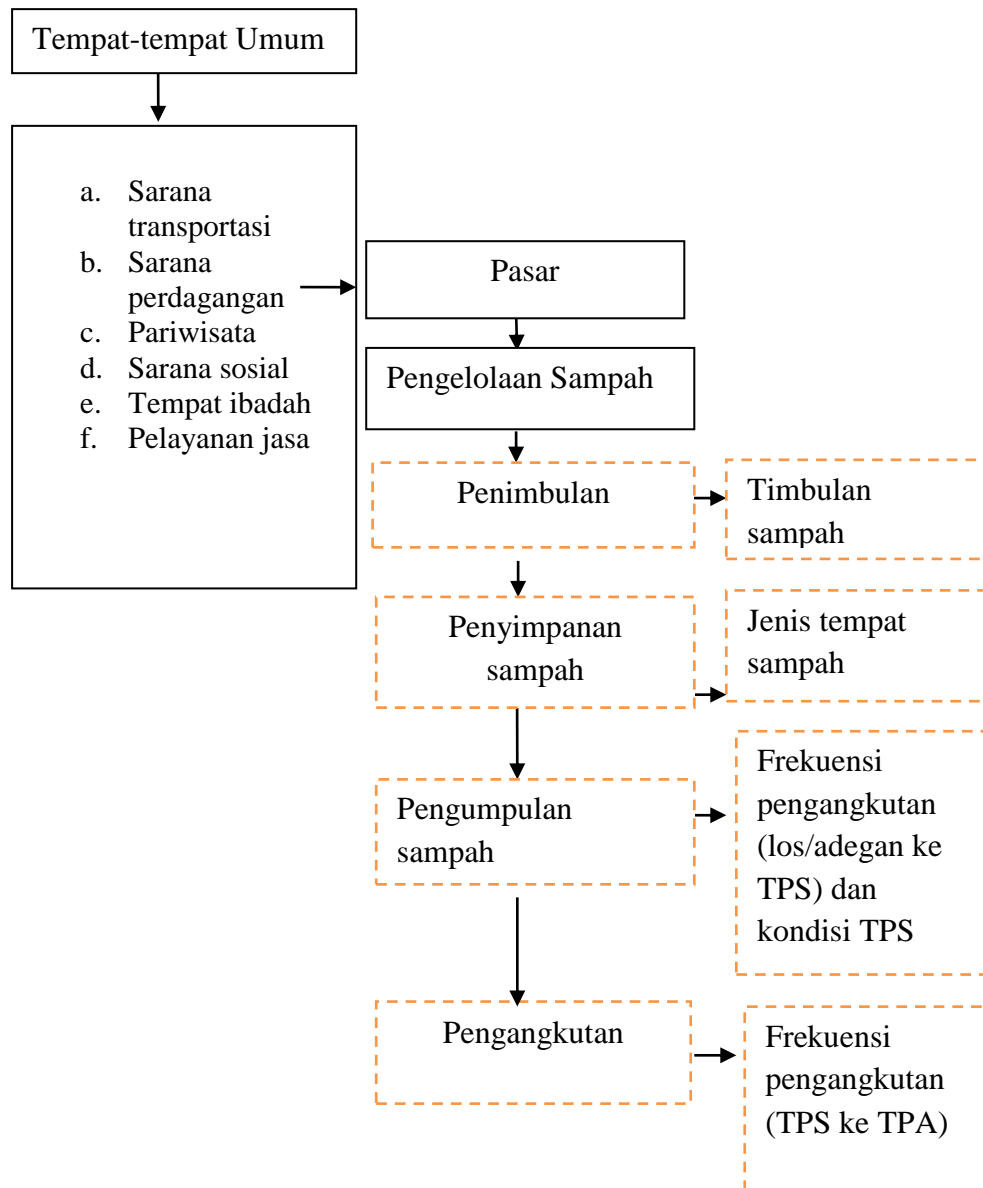 Tempat-tempat Umum
a. Sarana
transportasi
b. Sarana
perdagangan
c. Pariwisata
d. Sarana sosial
e. Tempat ibadah
f. Pelayanan jasa
Pasar
Pengelolaan Sampah
Penimbulan
Timbulan
sampah
Penyimpanan
sampah
Jenis tempat
sampah
Pengumpulan
sampah
Frekuensi
pengangkutan
(los/adegan ke
TPS) dan
kondisi TPS
Pengangkutan
Frekuensi
pengangkutan
(TPS ke TPA)